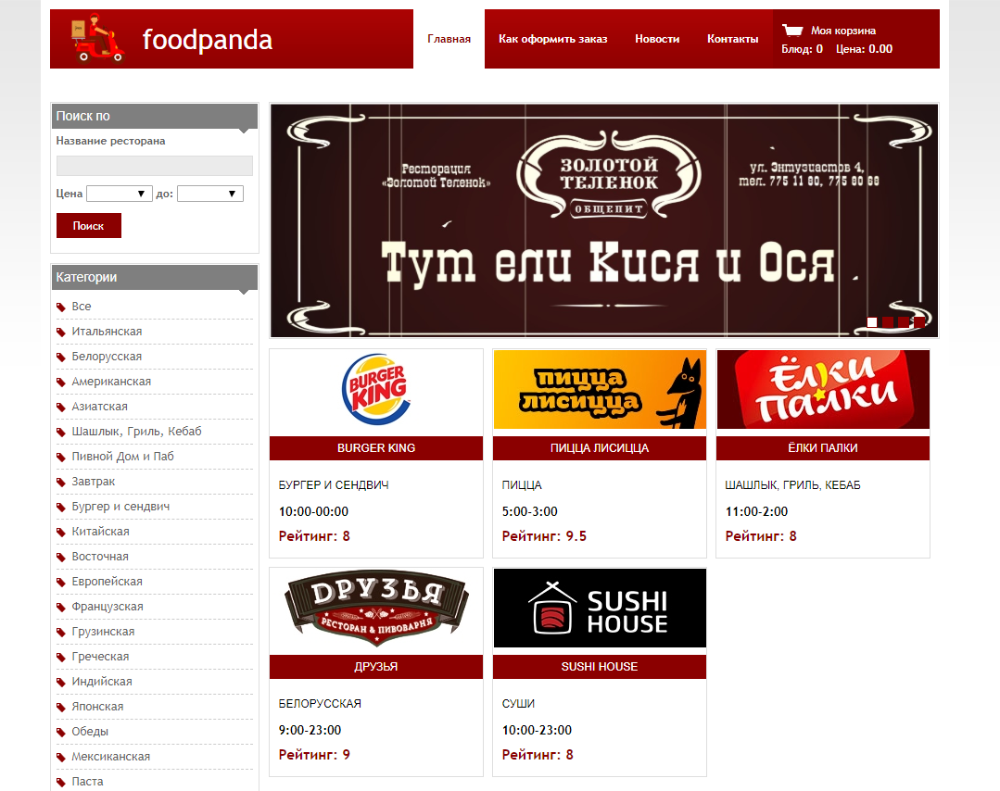 foodpanda
Главная
Как оформить заказ
Новости
Контакты
Моя корзина
Блюд: 0 Цена: 0.00
Поиск по
Название ресторана
Цена до:
Поиск
Категории
Все
Итальянская
Белорусская
Американская
Азиатская
Шашлык, Гриль, Кебаб
Пивной Дом и Паб
Завтрак
Бургер и сендвич
Китайская
Восточная
Европейская
Французская
Грузинская
Греческая
Индийская
Японская
Обеды
Мексиканская
Паста
Ресторация
«Золотой Теленок»
ЗОЛОТОЙ
ТЕЛЕНОК
ОБЩЕПИТ
ул. Энтузиастов 4,
тел. 775 11 80, 775 80 88
Тут ели Кися и Ося
BURGER
KING
BURGER KING
БУРГЕР И СЕНДВИЧ
10:00-00:00
Рейтинг: 8
пицца
лисицца
ПИЦЦА ЛИСИЦЦА
ПИЦЦА
5:00-3:00
Рейтинг: 9.5
ЁЛКИ
ПАЛКИ
ЁЛКИ ПАЛКИ
ШАШЛЫК, ГРИЛЬ, КЕБАБ
11:00-2:00
Рейтинг: 8
ДРУЗЬЯ
РЕСТОРАН & ПИВОВАРНЯ
ДРУЗЬЯ
БЕЛОРУССКАЯ
9:00-23:00
Рейтинг: 9
SUSHI
HOUSE
SUSHI HOUSE
СУШИ
10:00-23:00
Рейтинг: 8